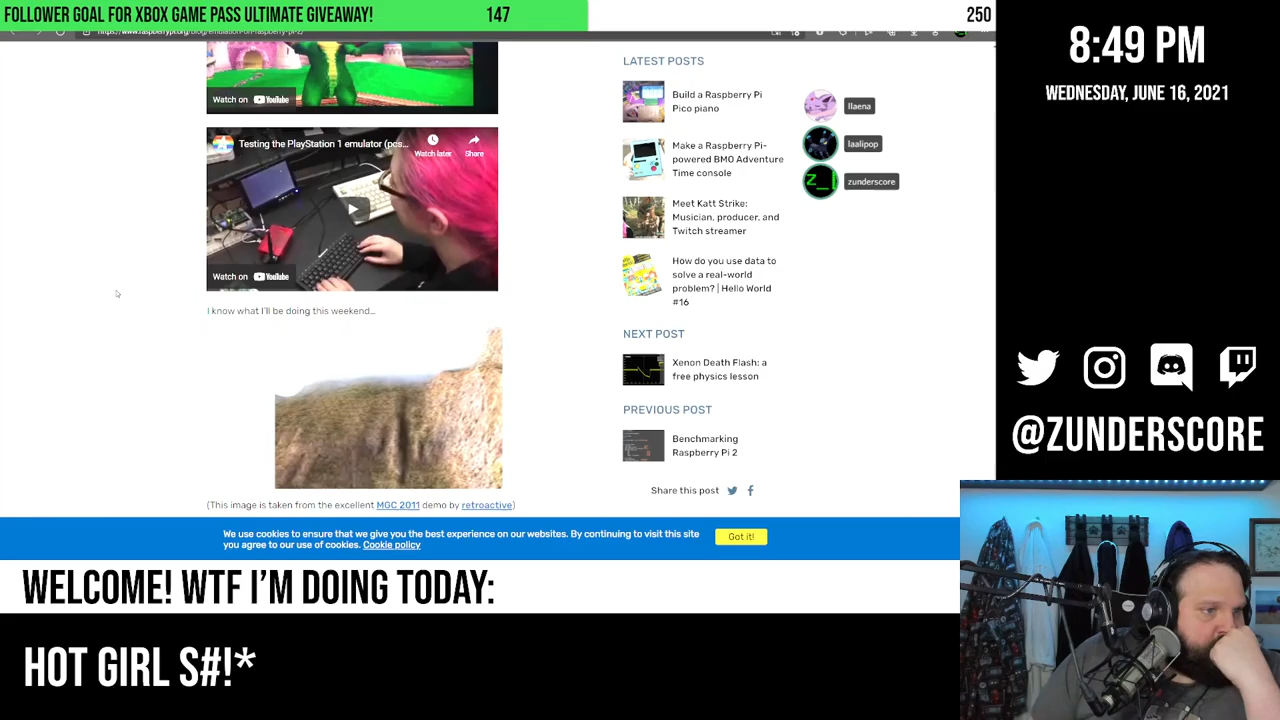 FOLLOWER GOAL FOR XBOX GAME PASS ULTIMATE GIVEAWAY!
147
250
8:49 PM
WEDNESDAY, JUNE 16, 2021
Watch on YouTube
Testing the PlayStation 1 emulator (pcs...
Watch later
Share
Watch on YouTube
I know what I'll be doing this weekend...
(This image is taken from the excellent MGC 2011 demo by retroactive)
LATEST POSTS
Build a Raspberry Pi
Pico piano
Make a Raspberry Pi-
powered BMO Adventure
Time console
Meet Katt Strike:
Musician, producer, and
Twitch streamer
How do you use data to
solve a real-world
problem? | Hello World
#16
NEXT POST
Xenon Death Flash: a
free physics lesson
PREVIOUS POST
Benchmarking
Raspberry Pi 2
Share this post
llaena
laalipop
Z_
zunderscore
@ZUNDERSCORE
We use cookies to ensure that we give you the best experience on our websites. By continuing to visit this site
you agree to our use of cookies. Cookie policy
Got it!
WELCOME! WTF I'M DOING TODAY:
HOT GIRL S#!*